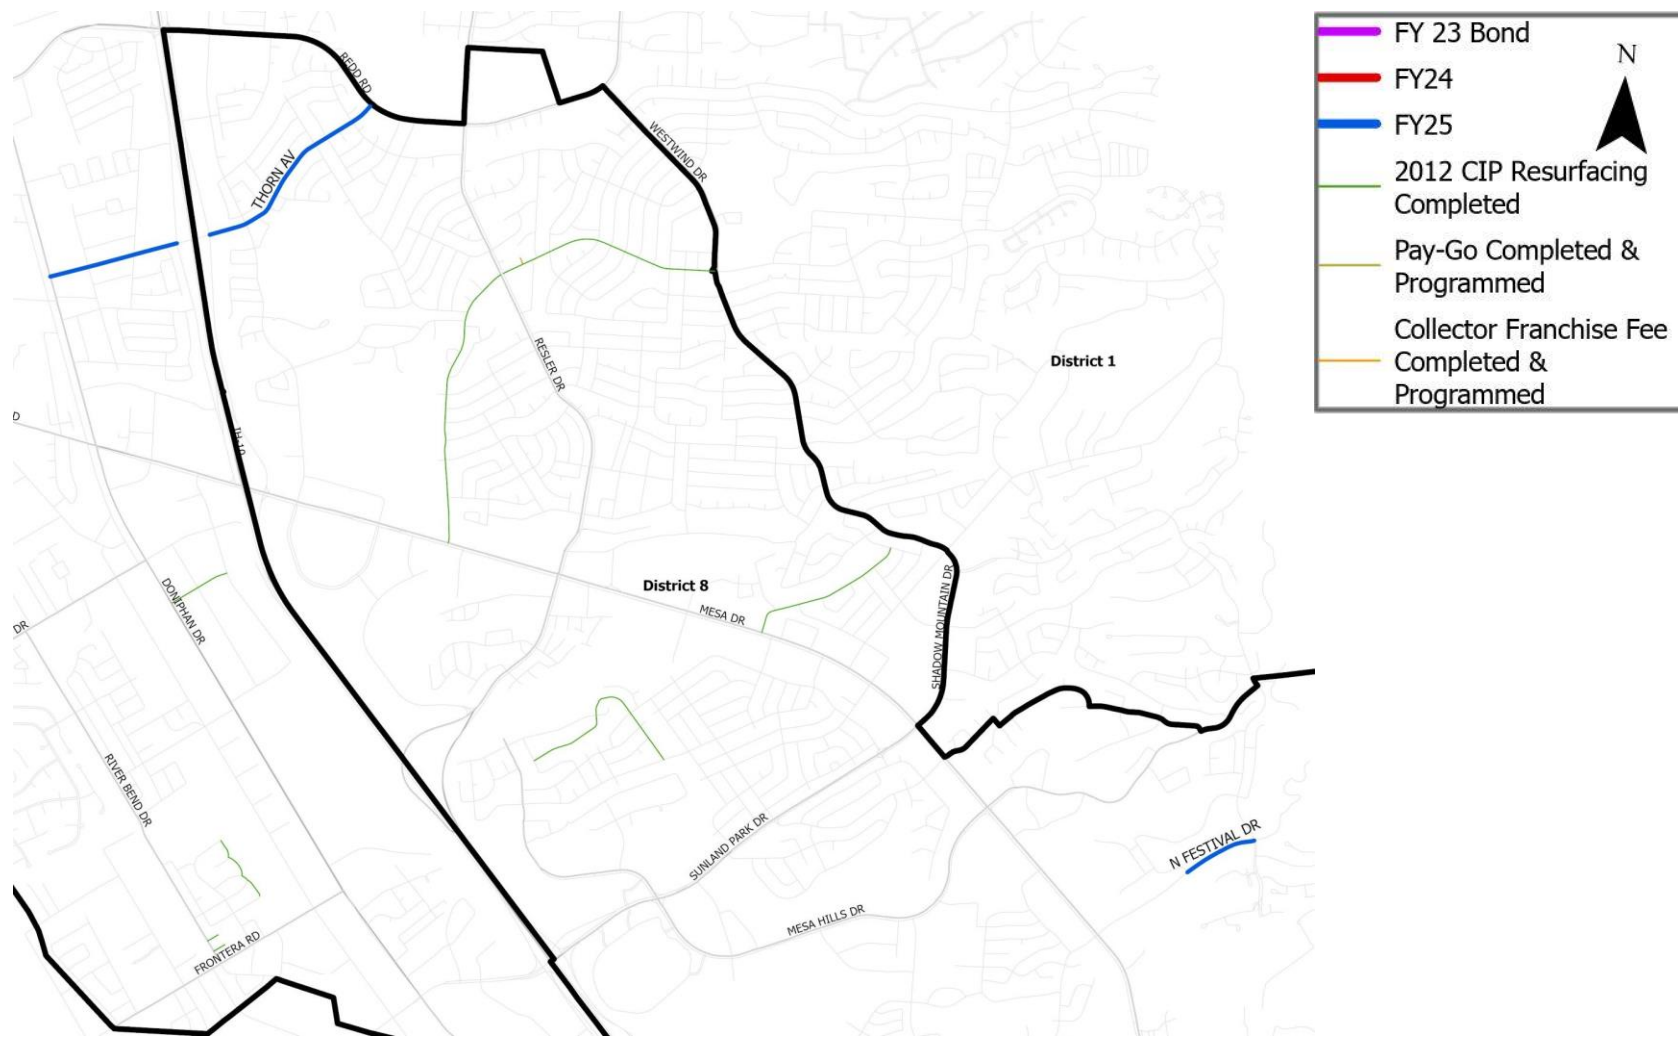 REDD RD
WESTWIND DR
THORN AV
RESLER DR
District 1
D
IH-10
District 8
MESA DR
DONIPHAN DR
DR
SHADOW MOUNTAIN DR
RIVER BEND DR
SUNLAND PARK DR
N FESTIVAL DR
MESA HILLS DR
FRONTERA RD
FY 23 Bond
N
FY24
FY25
2012 CIP Resurfacing
Completed
Pay-Go Completed &
Programmed
Collector Franchise Fee
Completed &
Programmed